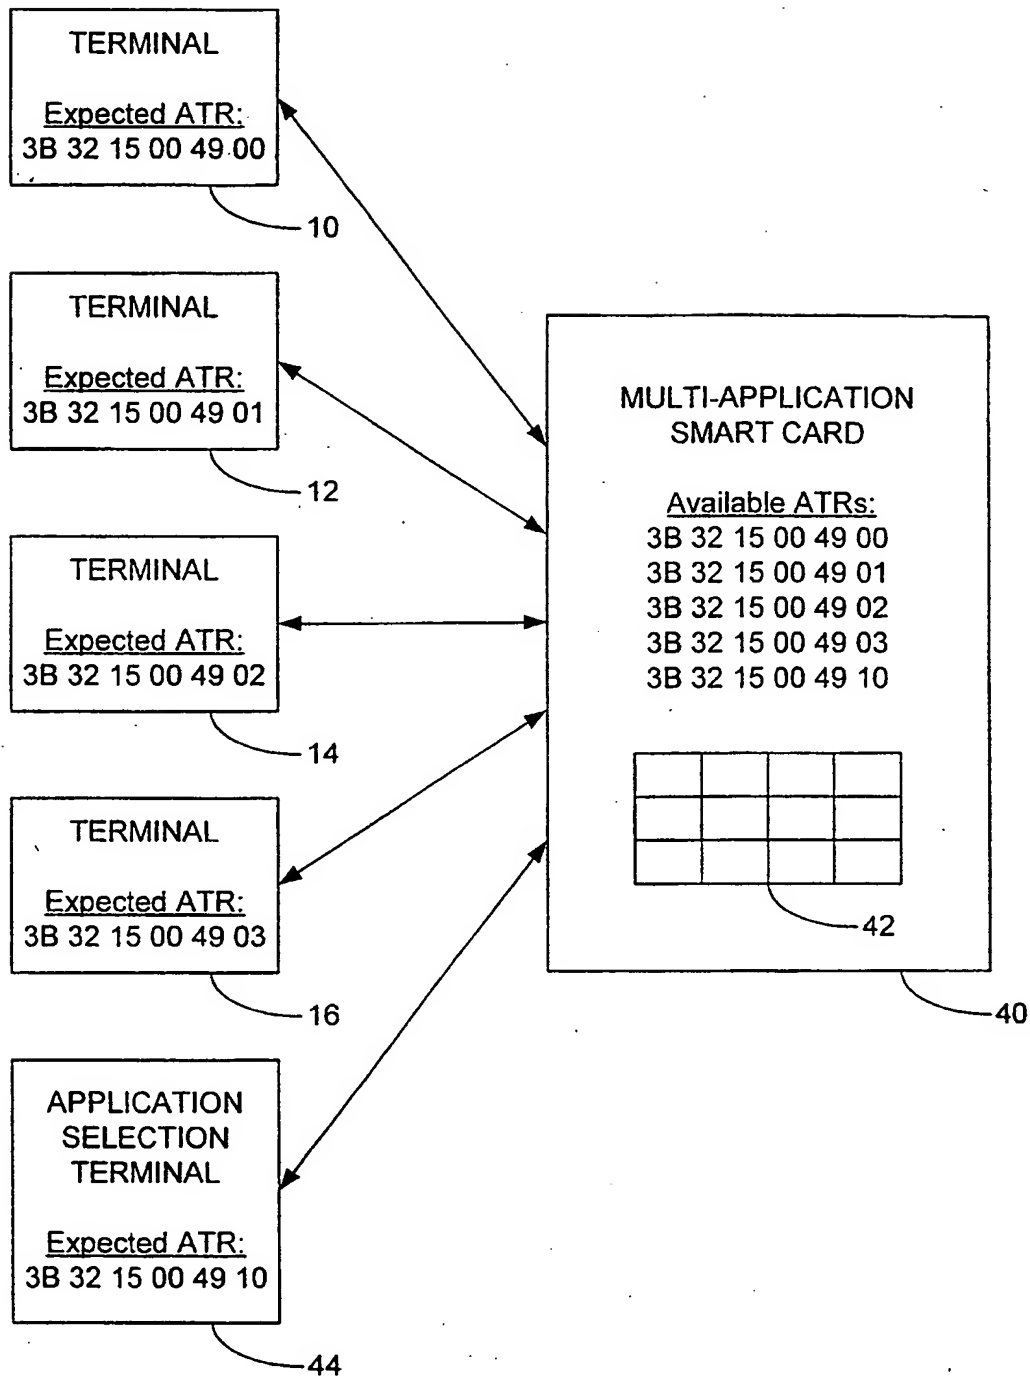 TERMINAL
Expected ATR:
3B 32 15 00 49 00
10
TERMINAL
Expected ATR:
3B 32 15 00 49 01
12
TERMINAL
Expected ATR:
3B 32 15 00 49 02
14
TERMINAL
Expected ATR:
3B 32 15 00 49 03
16
APPLICATION
SELECTION
TERMINAL
Expected ATR:
3B 32 15 00 49 10
44
MULTI-APPLICATION
SMART CARD
Available ATRs:
3B 32 15 00 49 00
3B 32 15 00 49 01
3B 32 15 00 49 02
3B 32 15 00 49 03
3B 32 15 00 49 10
42
40